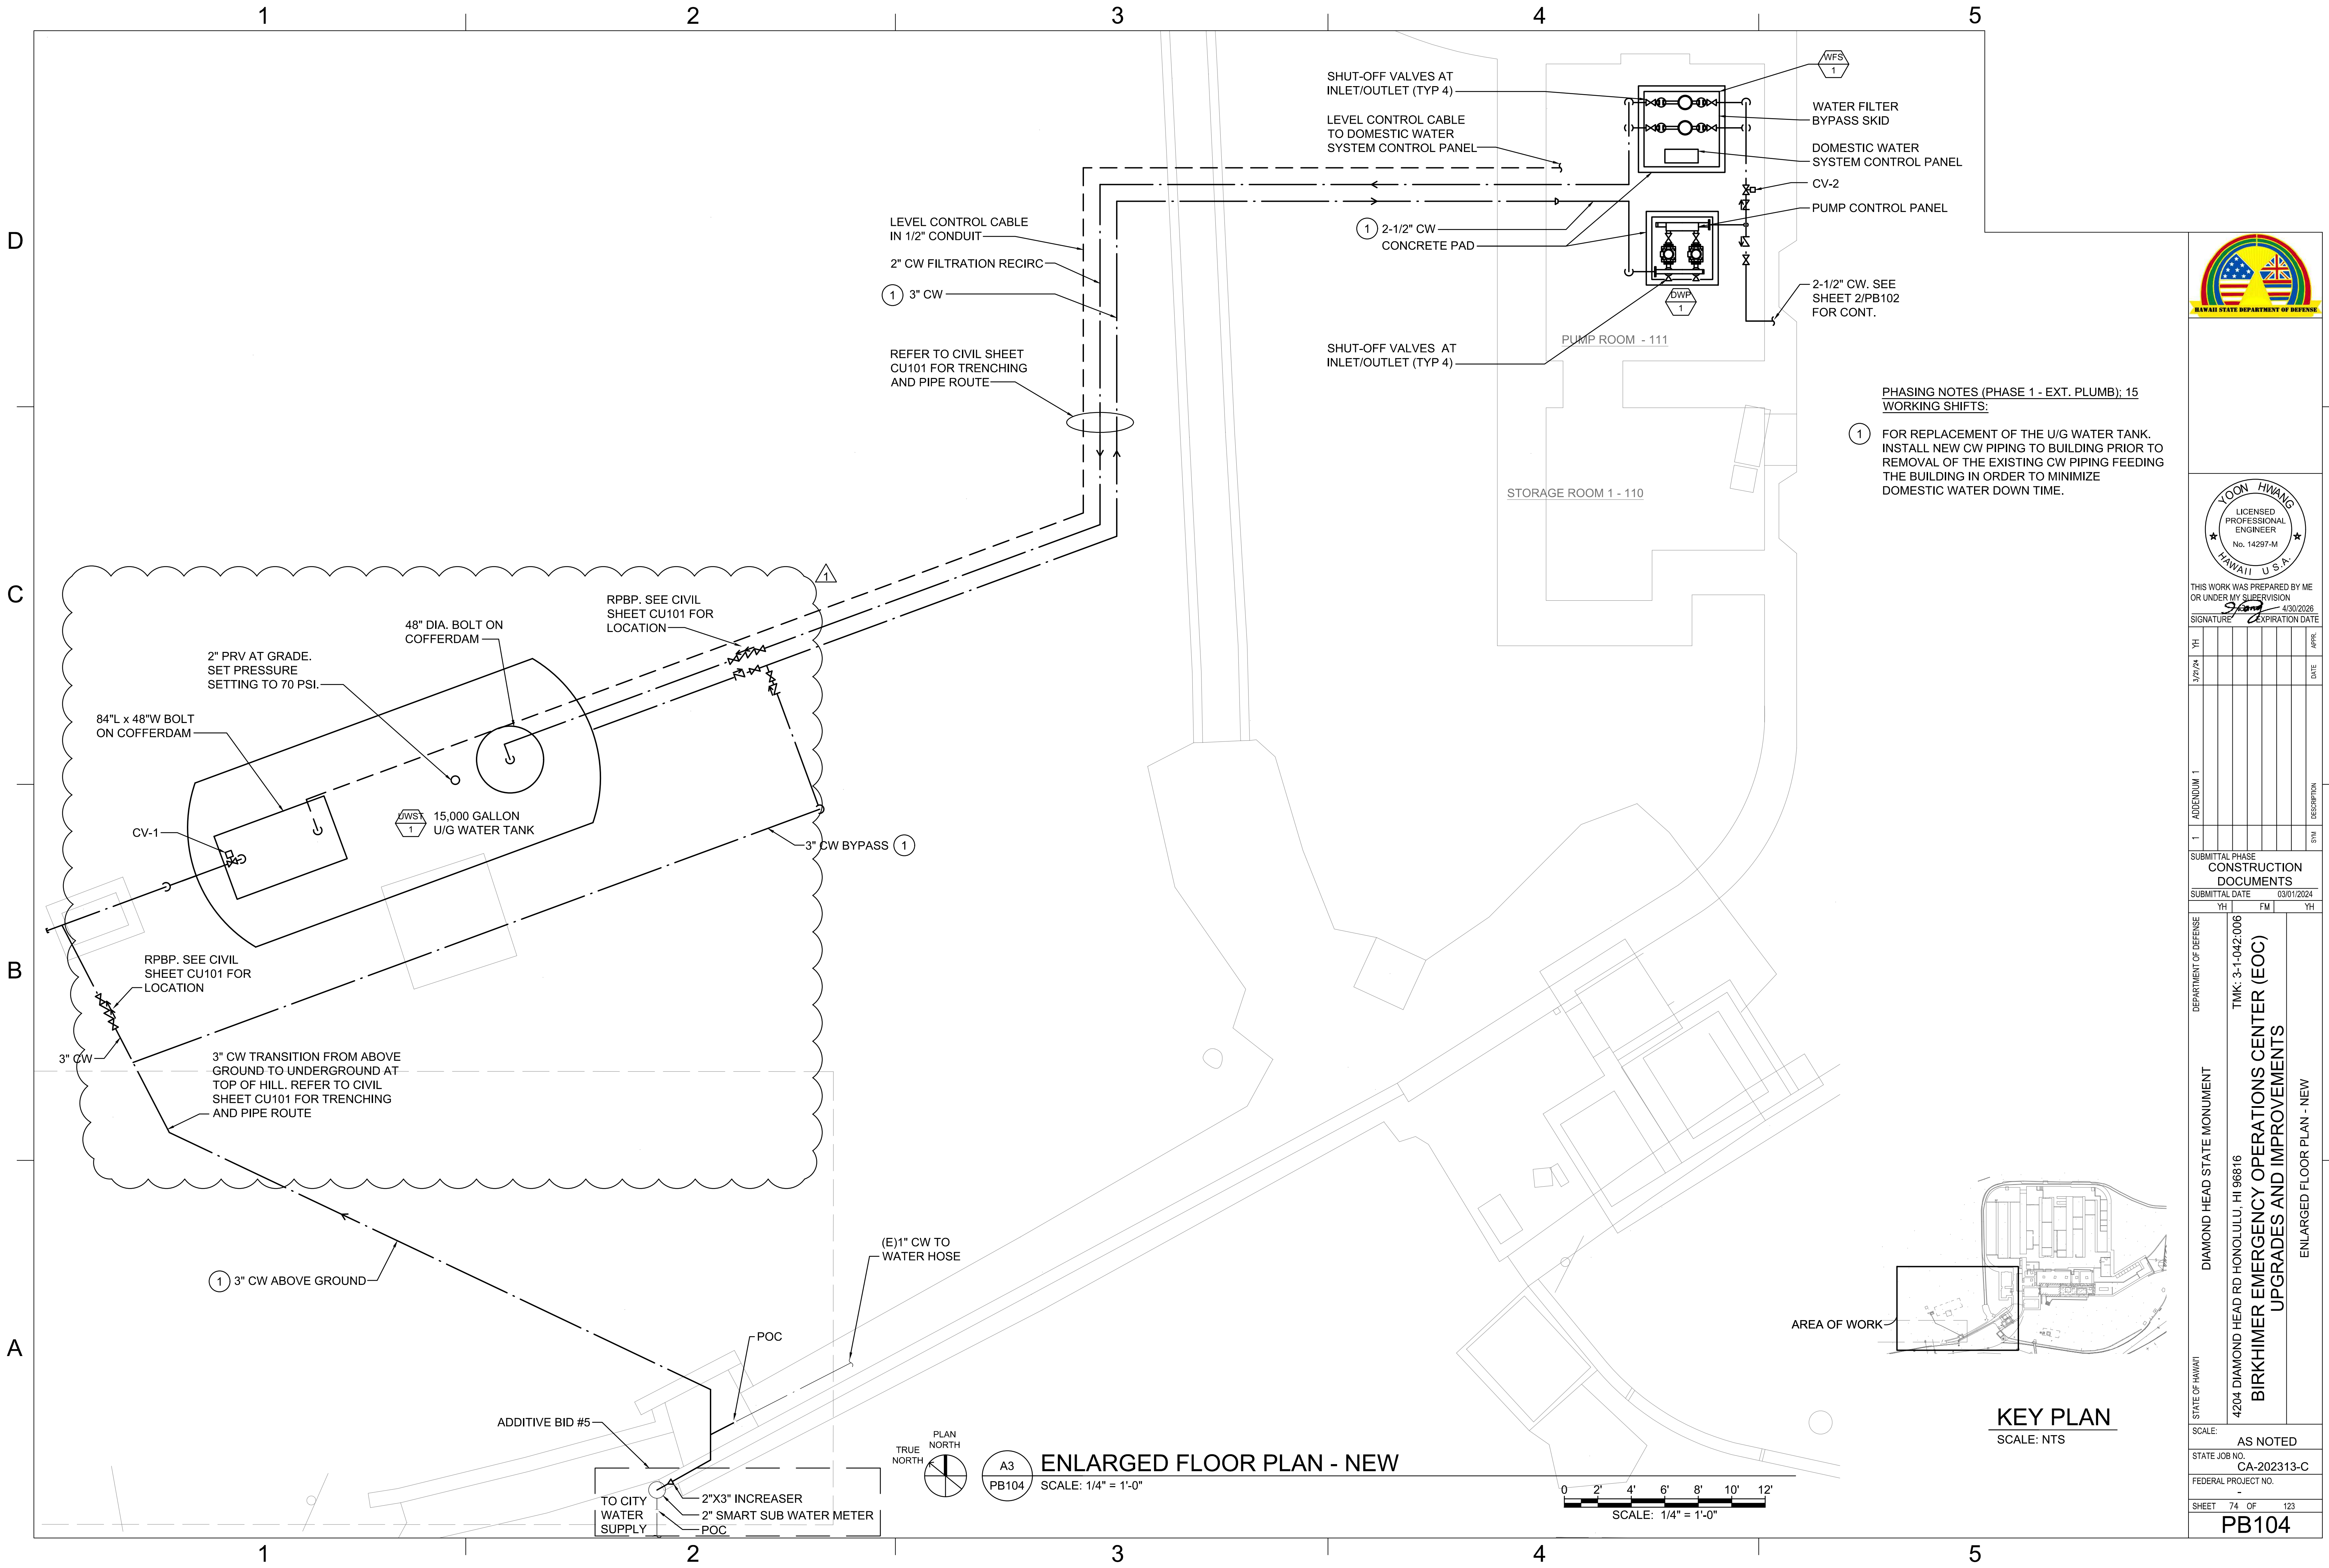 1
2
3
4
5
D
C
B
A
SHUT-OFF VALVES AT
INLET/OUTLET (TYP 4)
LEVEL CONTROL CABLE
TO DOMESTIC WATER
SYSTEM CONTROL PANEL
WFS
1
WATER FILTER
BYPASS SKID
DOMESTIC WATER
SYSTEM CONTROL PANEL
CV-2
PUMP CONTROL PANEL
LEVEL CONTROL CABLE
IN 1/2" CONDUIT
2" CW FILTRATION RECIRC
1 3" CW
1 2-1/2" CW
CONCRETE PAD
2-1/2" CW. SEE
SHEET 2/PB102
FOR CONT.
DWP
1
REFER TO CIVIL SHEET
CU101 FOR TRENCHING
AND PIPE ROUTE
SHUT-OFF VALVES AT
INLET/OUTLET (TYP 4)
PUMP ROOM - 111
STORAGE ROOM 1 - 110
PHASING NOTES (PHASE 1 - EXT. PLUMB); 15
WORKING SHIFTS:
1 FOR REPLACEMENT OF THE U/G WATER TANK.
INSTALL NEW CW PIPING TO BUILDING PRIOR TO
REMOVAL OF THE EXISTING CW PIPING FEEDING
THE BUILDING IN ORDER TO MINIMIZE
DOMESTIC WATER DOWN TIME.
1
RPBP. SEE CIVIL
SHEET CU101 FOR
LOCATION
48" DIA. BOLT ON
COFFERDAM
2" PRV AT GRADE.
SET PRESSURE
SETTING TO 70 PSI.
84"L x 48"W BOLT
ON COFFERDAM
CV-1
UWST
1
15,000 GALLON
U/G WATER TANK
3" CW BYPASS 1
RPBP. SEE CIVIL
SHEET CU101 FOR
LOCATION
3" CW
3" CW TRANSITION FROM ABOVE
GROUND TO UNDERGROUND AT
TOP OF HILL. REFER TO CIVIL
SHEET CU101 FOR TRENCHING
AND PIPE ROUTE
1 3" CW ABOVE GROUND
(E)1" CW TO
WATER HOSE
POC
ADDITIVE BID #5
TO CITY
WATER
SUPPLY
2"X3" INCREASER
2" SMART SUB WATER METER
POC
PLAN
NORTH
TRUE
NORTH
A3
PB104
ENLARGED FLOOR PLAN - NEW
SCALE: 1/4" = 1'-0"
0 2' 4' 6' 8' 10' 12'
SCALE: 1/4" = 1'-0"
AREA OF WORK
KEY PLAN
SCALE: NTS
HAWAII STATE DEPARTMENT OF DEFENSE
YOON HWANG
LICENSED
PROFESSIONAL
ENGINEER
No. 14297-M
HAWAII U.S.A.
THIS WORK WAS PREPARED BY ME
OR UNDER MY SUPERVISION
4/30/2026
SIGNATURE EXPIRATION DATE
YH APPR.
3/21/24 DATE
ADDENDUM 1 DESCRIPTION
1 SYM
SUBMITTAL PHASE
CONSTRUCTION
DOCUMENTS
SUBMITTAL DATE 03/01/2024
YH FM YH
STATE OF HAWAI'I DIAMOND HEAD STATE MONUMENT DEPARTMENT OF DEFENSE
4204 DIAMOND HEAD RD HONOLULU, HI 96816 TMK: 3-1-042:006
BIRKHIMER EMERGENCY OPERATIONS CENTER (EOC)
UPGRADES AND IMPROVEMENTS
ENLARGED FLOOR PLAN - NEW
SCALE:
AS NOTED
STATE JOB NO.
CA-202313-C
FEDERAL PROJECT NO.
-
SHEET 74 OF 123
PB104
1
2
3
4
5